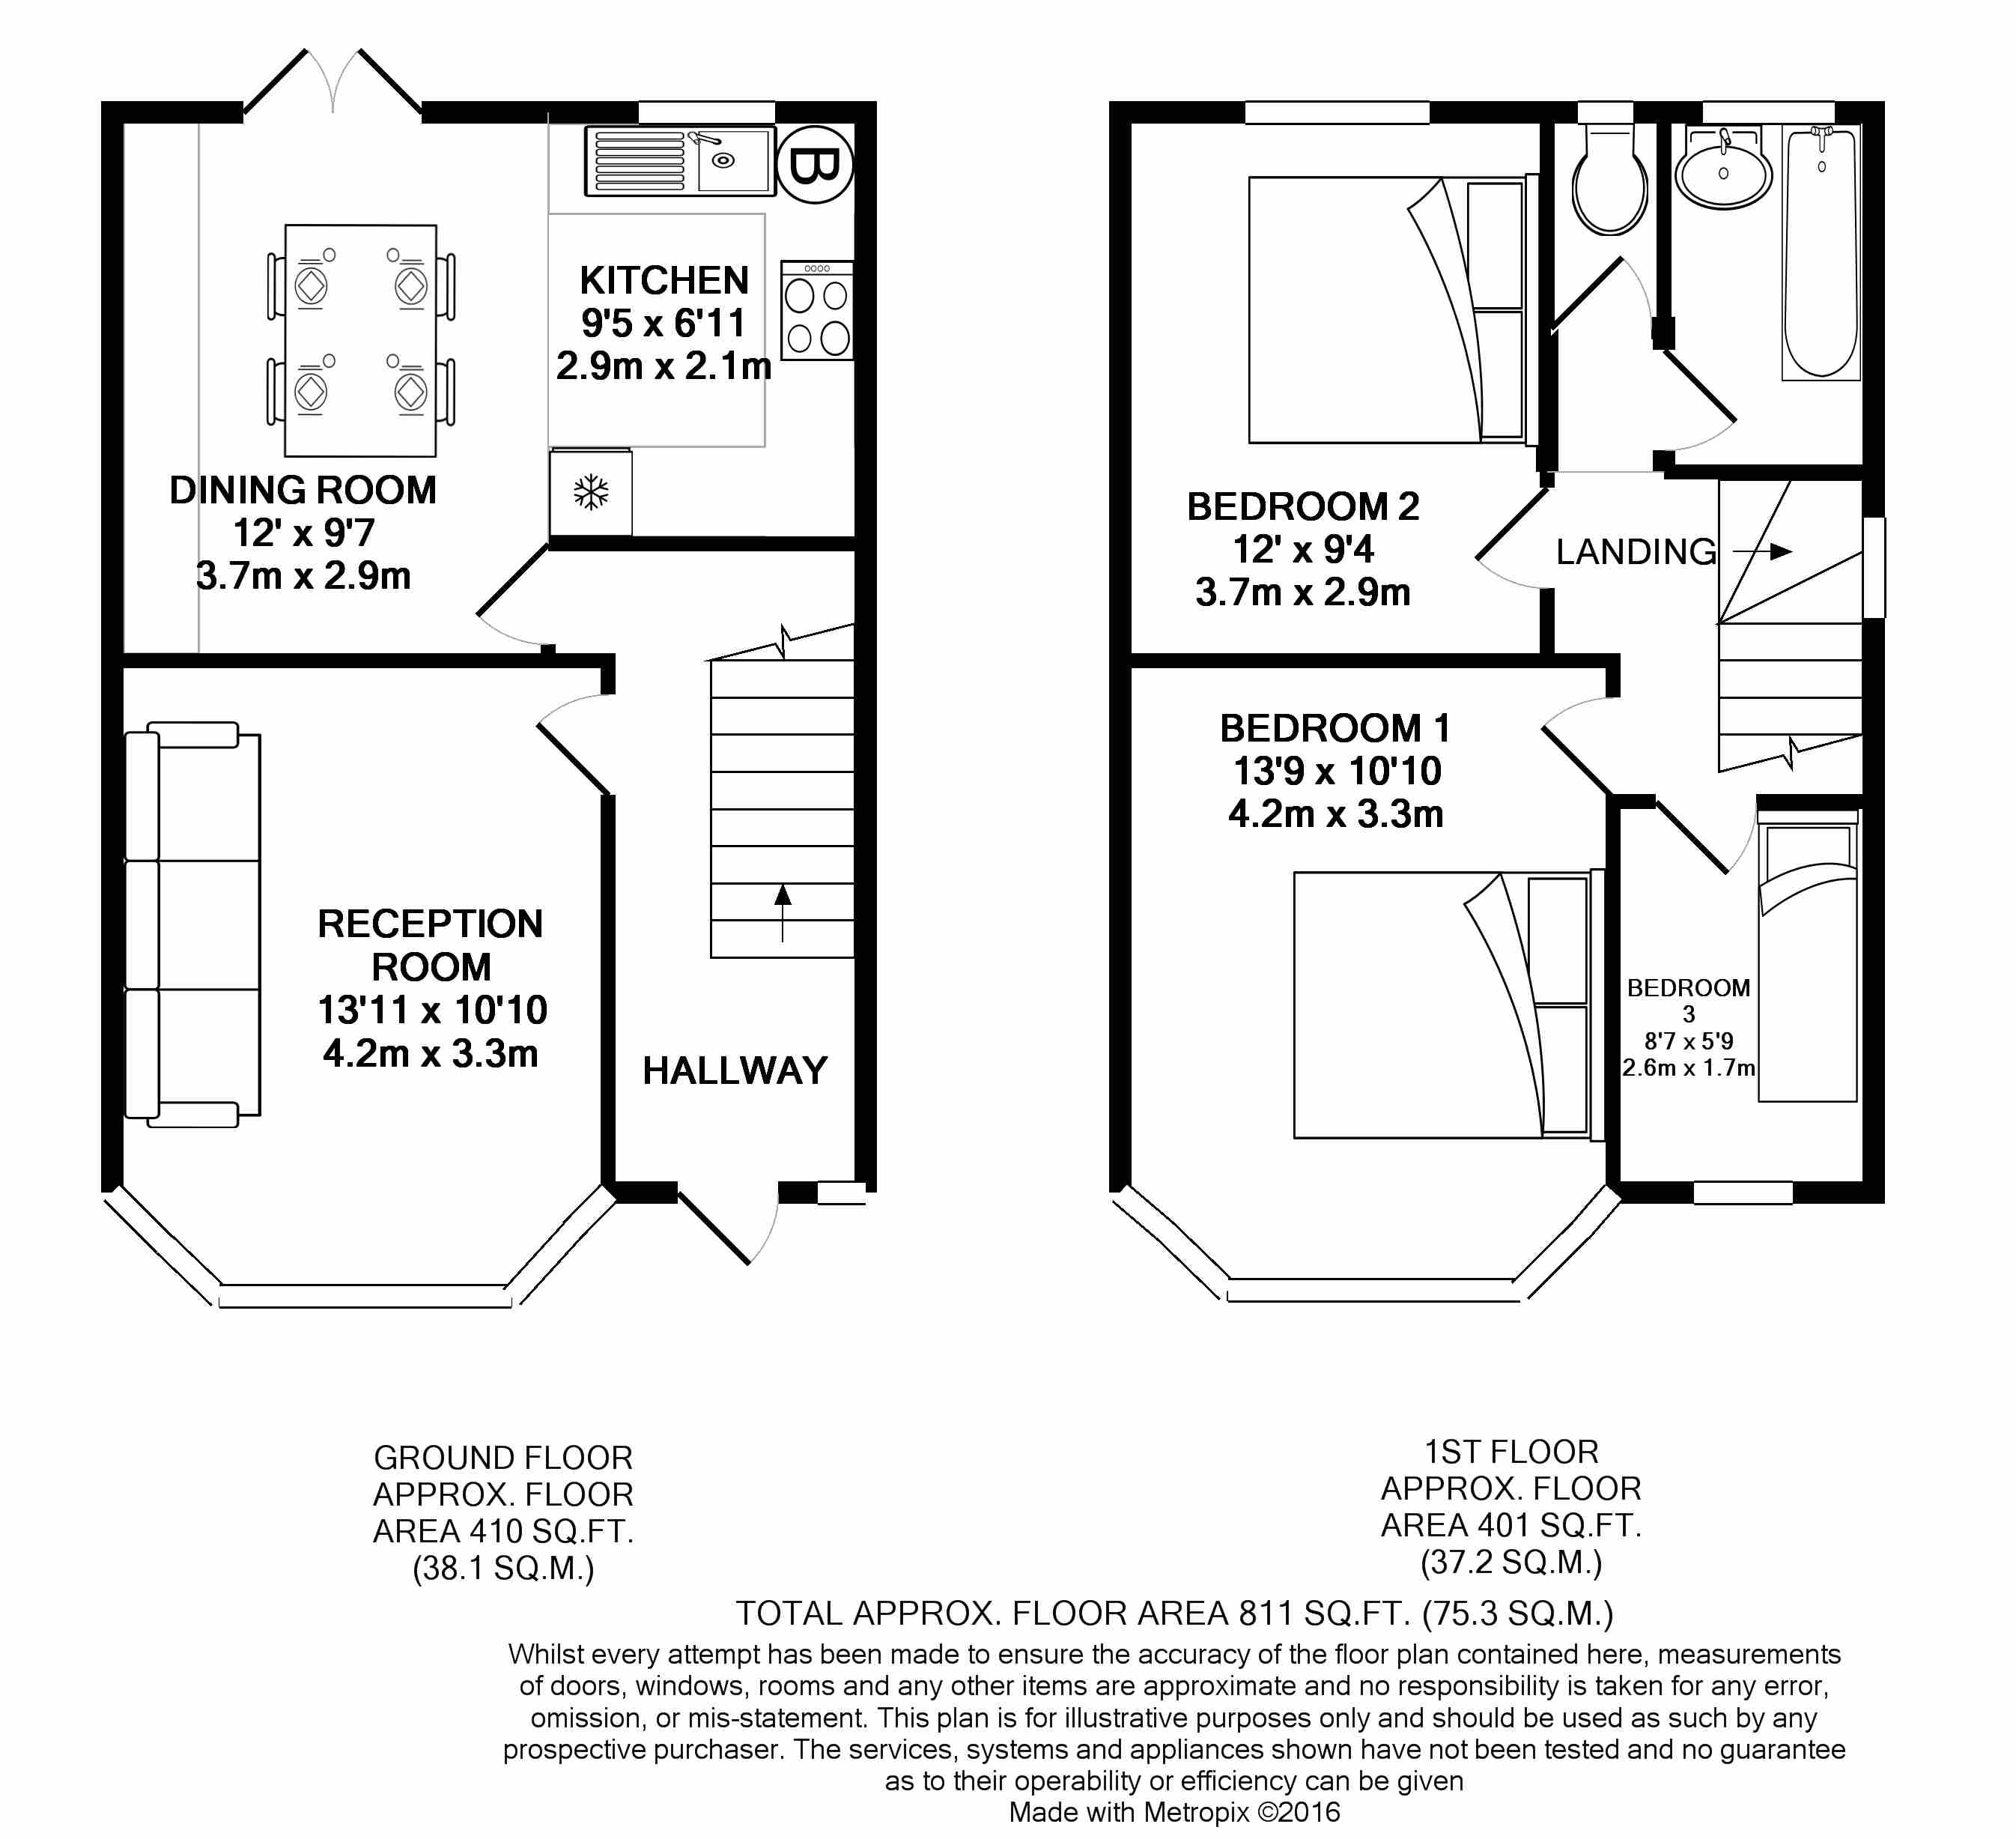 B
KITCHEN
9'5 x 6'11
2.9m x 2.1m
DINING ROOM
12' x 9'7
3.7m x 2.9m
RECEPTION
ROOM
13'11 x 10'10
4.2m x 3.3m
HALLWAY
BEDROOM 2
12' x 9'4
3.7m x 2.9m
LANDING
BEDROOM 1
13'9 x 10'10
4.2m x 3.3m
BEDROOM
3
8'7 x 5'9
2.6m x 1.7m
GROUND FLOOR
APPROX. FLOOR
AREA 410 SQ.FT.
(38.1 SQ.M.)
1ST FLOOR
APPROX. FLOOR
AREA 401 SQ.FT.
(37.2 SQ.M.)
TOTAL APPROX. FLOOR AREA 811 SQ.FT. (75.3 SQ.M.)
Whilst every attempt has been made to ensure the accuracy of the floor plan contained here, measurements
of doors, windows, rooms and any other items are approximate and no responsibility is taken for any error,
omission, or mis-statement. This plan is for illustrative purposes only and should be used as such by any
prospective purchaser. The services, systems and appliances shown have not been tested and no guarantee
as to their operability or efficiency can be given
Made with Metropix ©2016